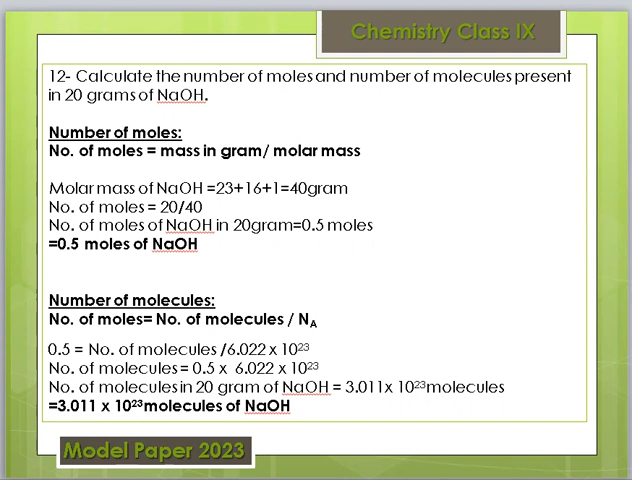 Chemistry Class IX
12- Calculate the number of moles and number of molecules present
in 20 grams of NaOH.
Number of moles:
No. of moles = mass in gram/ molar mass
Molar mass of NaOH =23+16+1=40gram
No. of moles = 20/40
No. of moles of NaOH in 20gram=0.5 moles
=0.5 moles of NaOH
Number of molecules:
No. of moles= No. of molecules / Nₐ
0.5 = No. of molecules /6.022 x 10²³
No. of molecules = 0.5 x 6.022 x 10²³
No. of molecules in 20 gram of NaOH = 3.011x 10²³molecules
=3.011 x 10²³molecules of NaOH
Model Paper 2023